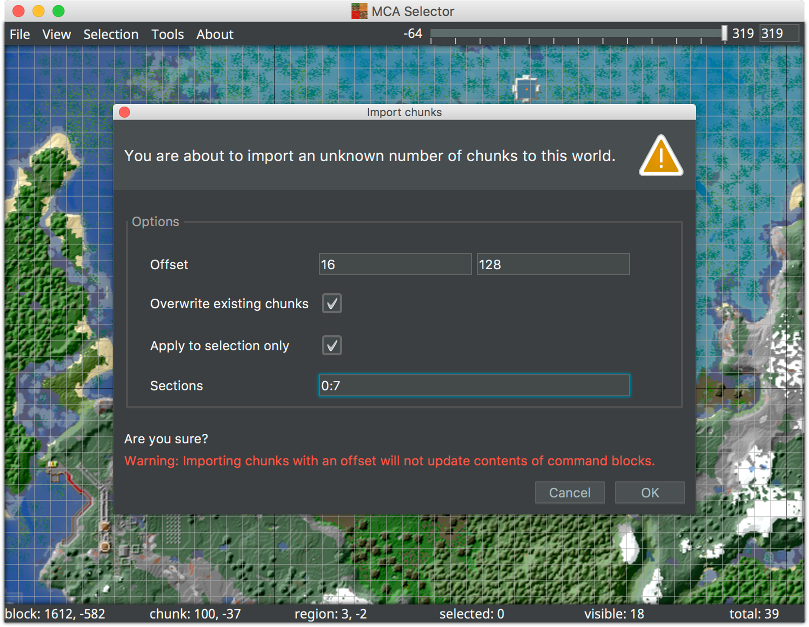 MCA Selector
File View Selection Tools About -64 319 319
Import chunks
You are about to import an unknown number of chunks to this world.
Options
Offset 16 128
Overwrite existing chunks
Apply to selection only
Sections 0:7
Are you sure?
Warning: Importing chunks with an offset will not update contents of command blocks.
Cancel OK
block: 1612, -582 chunk: 100, -37 region: 3, -2 selected: 0 visible: 18 total: 39